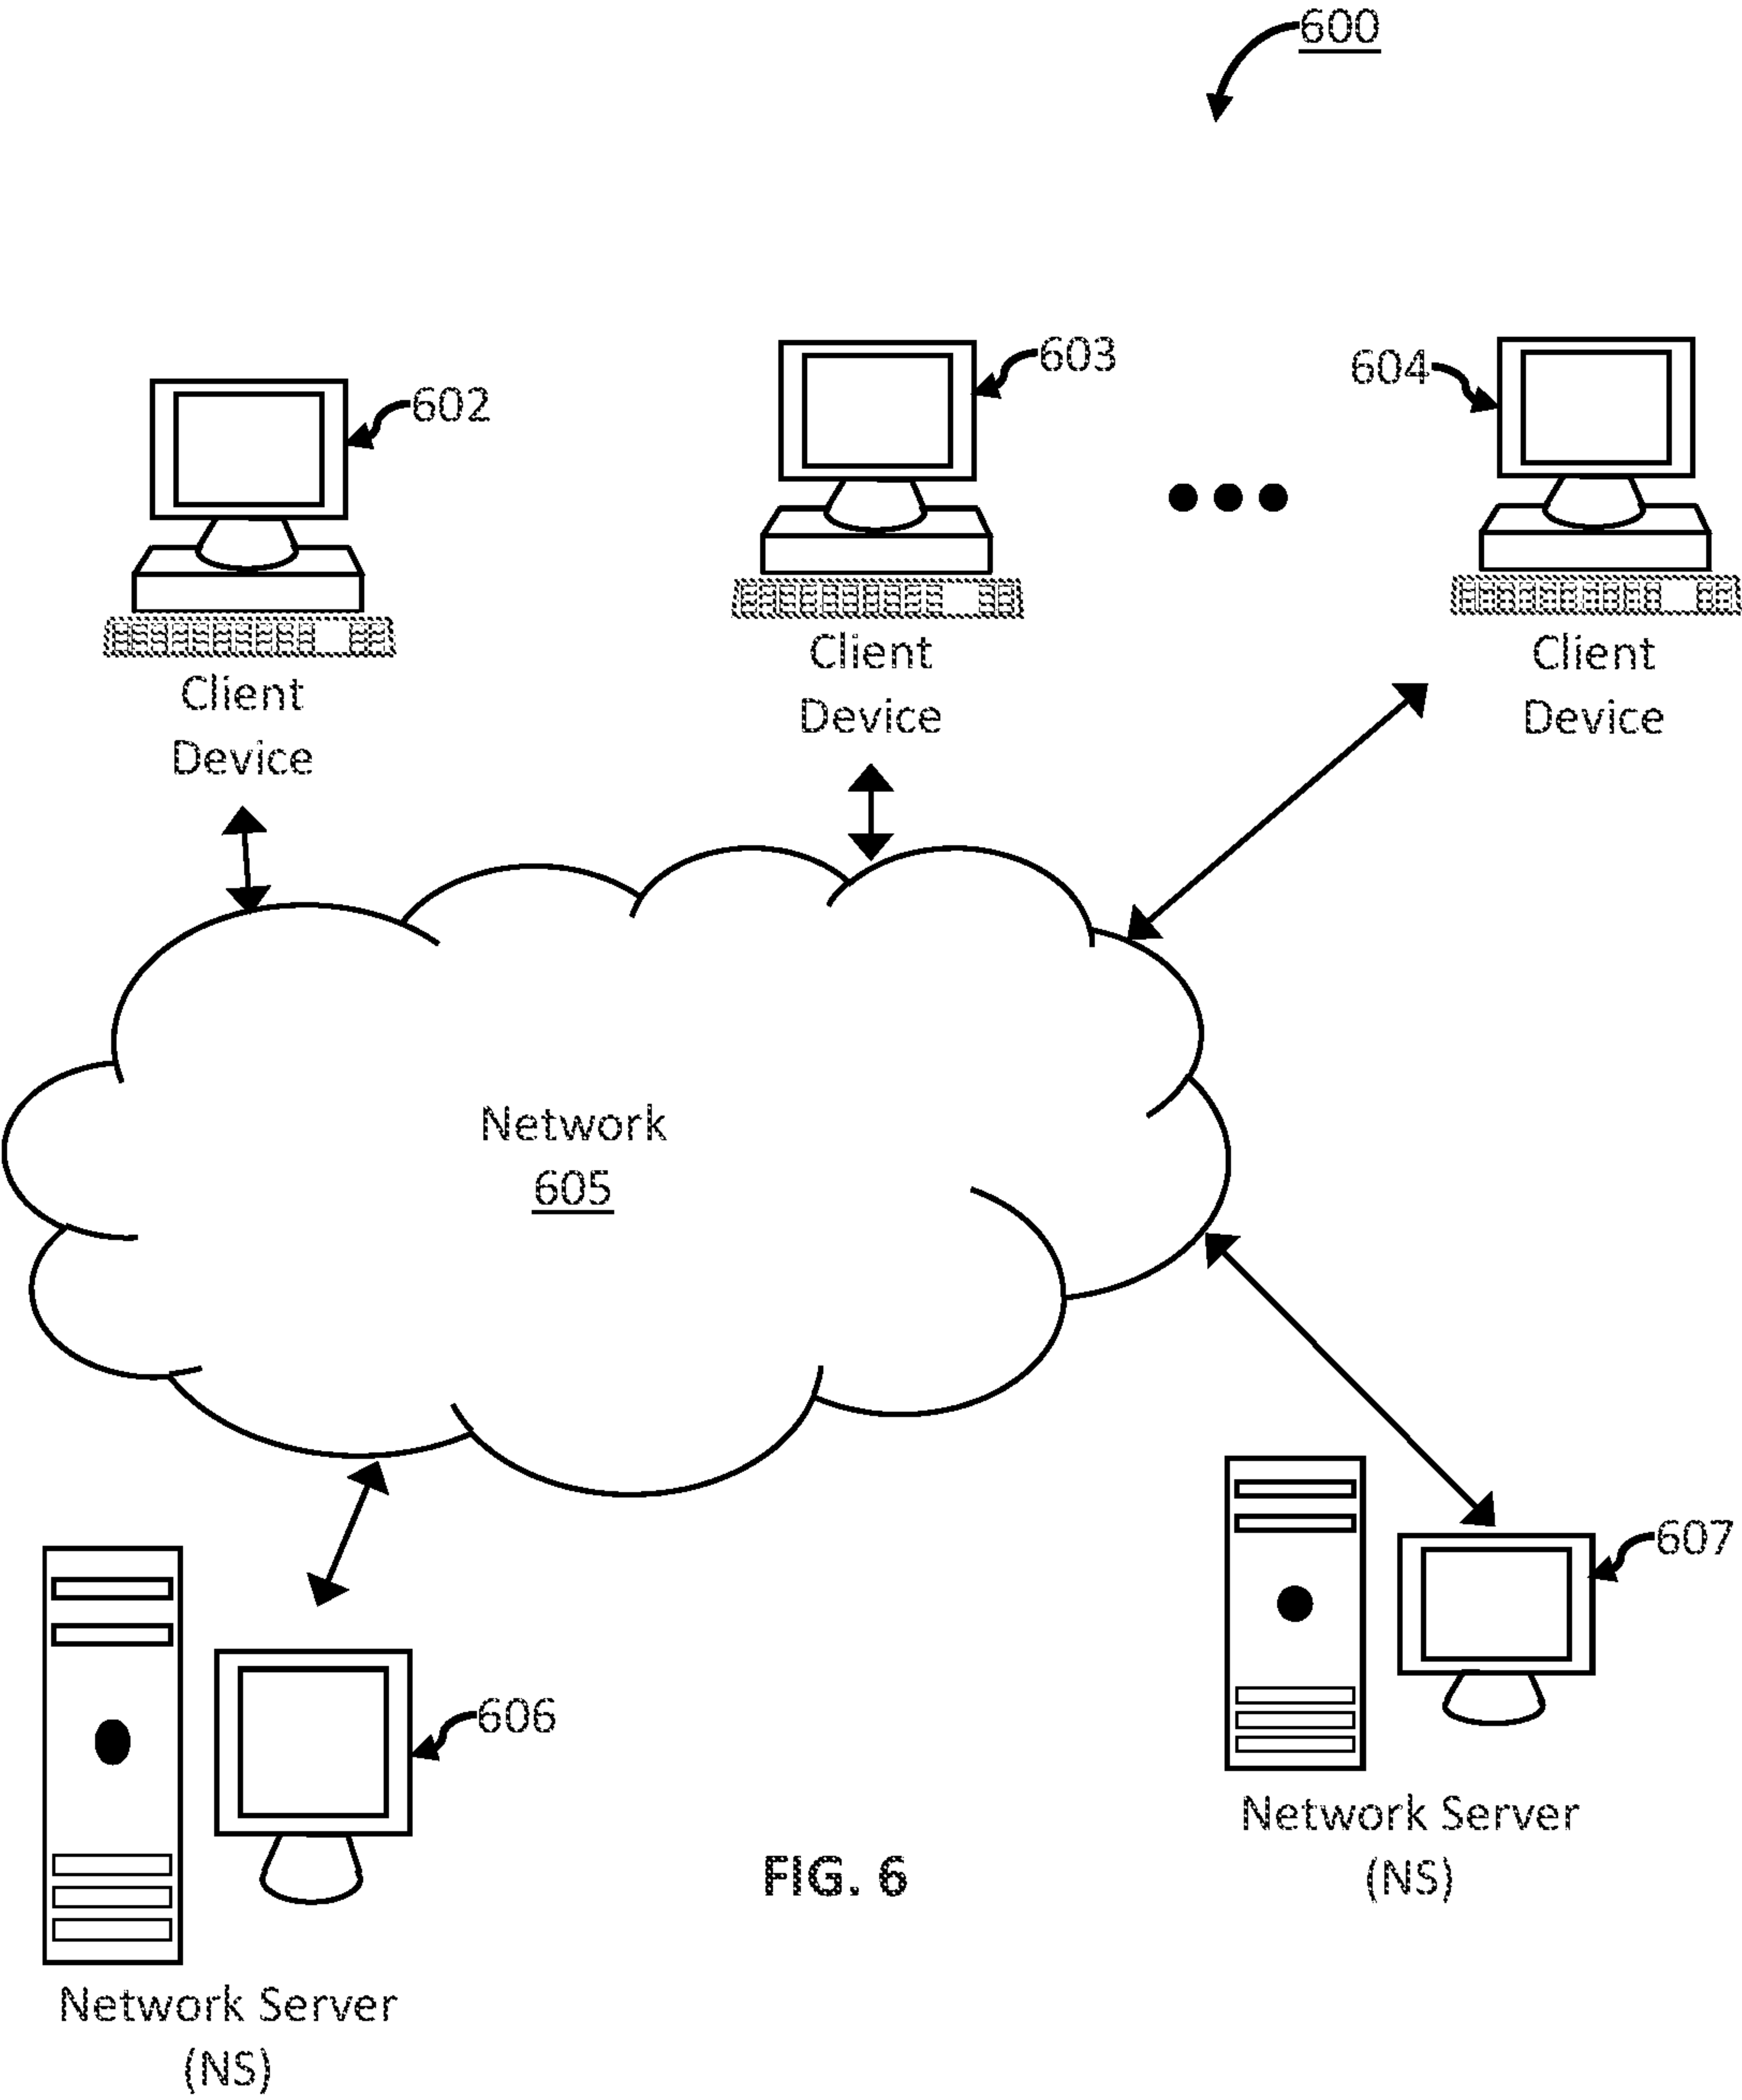 600
602
603
604
Client
Device
Client
Device
Client
Device
Network
605
606
607
Network Server
(NS)
Network Server
(NS)
FIG. 6